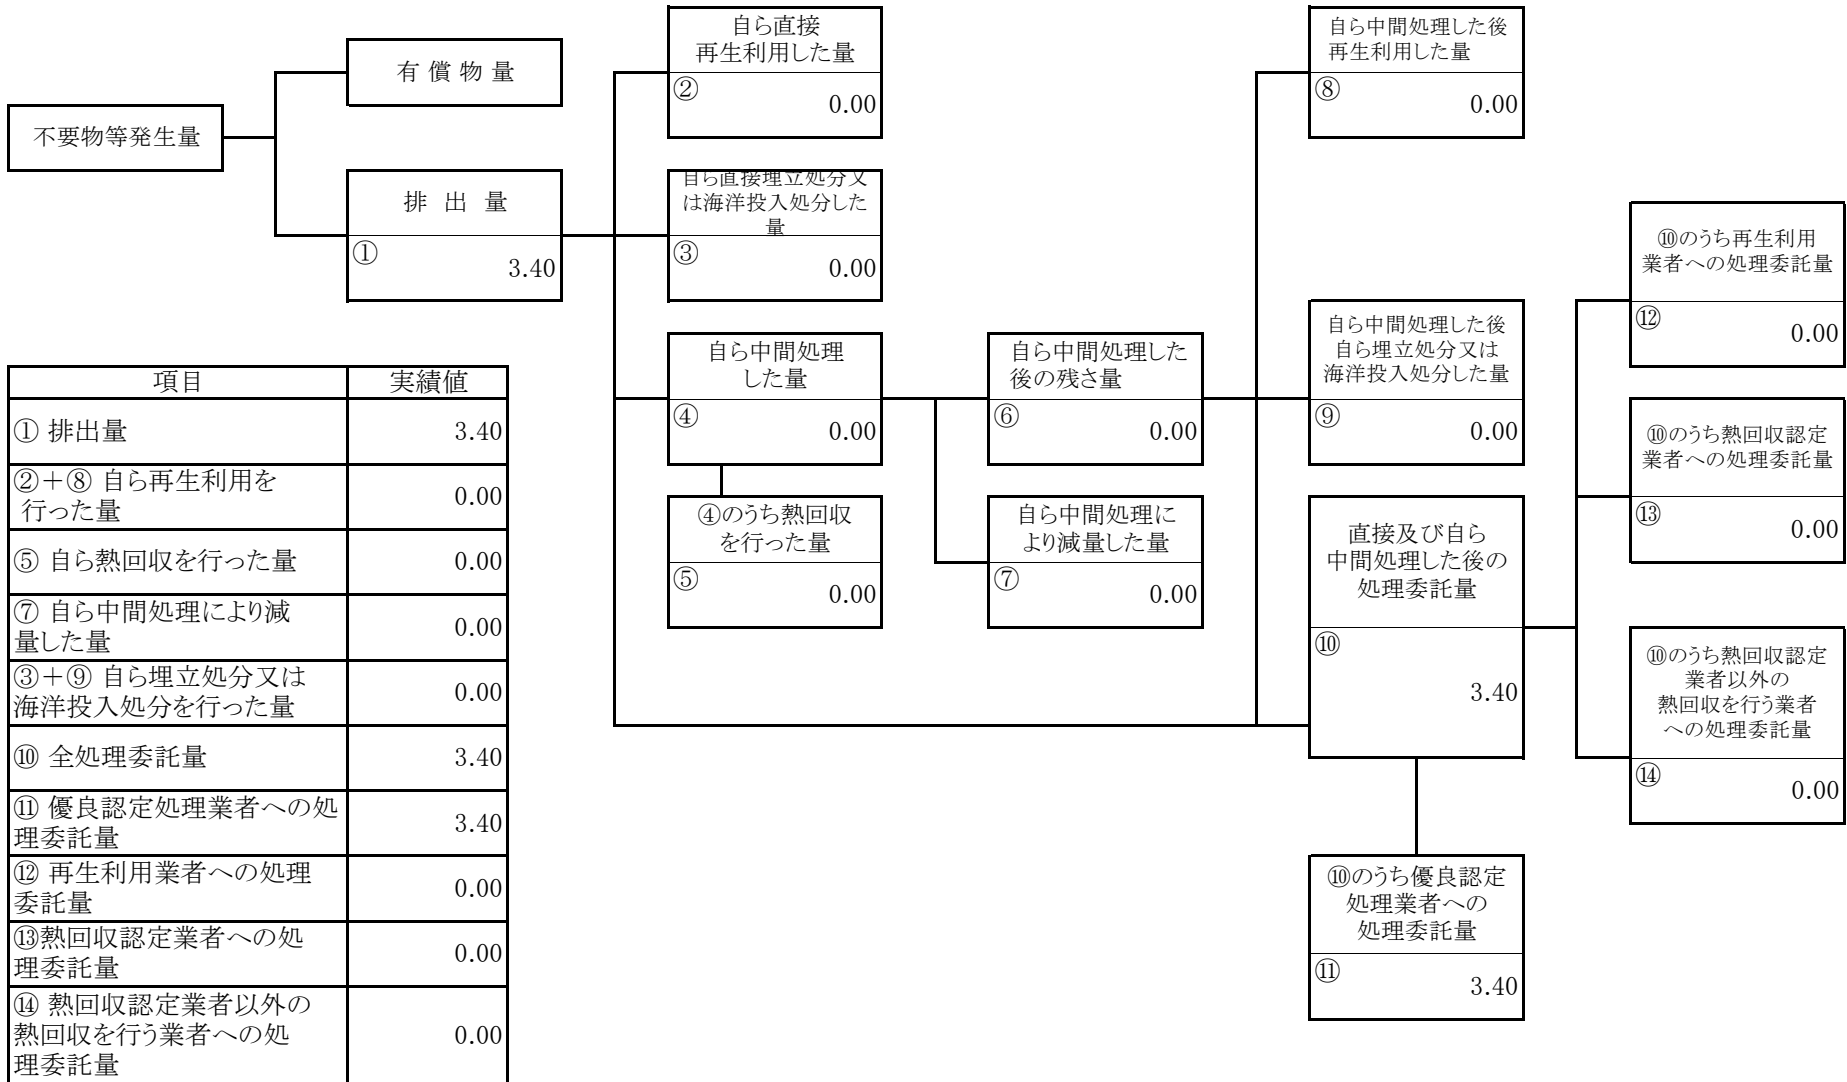 不要物等発生量
有 償 物 量
排 出 量
①
3.40
自ら直接
再生利用した量
②
0.00
自ら直接埋立処分又
は海洋投入処分した
量
③
0.00
自ら中間処理
した量
④
0.00
④のうち熱回収
を行った量
⑤
0.00
自ら中間処理した
後の残さ量
⑥
0.00
自ら中間処理に
より減量した量
⑦
0.00
自ら中間処理した後
再生利用した量
⑧
0.00
自ら中間処理した後
自ら埋立処分又は
海洋投入処分した量
⑨
0.00
直接及び自ら
中間処理した後の
処理委託量
⑩
3.40
⑩のうち優良認定
処理業者への
処理委託量
⑪
3.40
⑩のうち再生利用
業者への処理委託量
⑫
0.00
⑩のうち熱回収認定
業者への処理委託量
⑬
0.00
⑩のうち熱回収認定
業者以外の
熱回収を行う業者
への処理委託量
⑭
0.00
項目 実績値
① 排出量 3.40
②+⑧ 自ら再生利用を
行った量 0.00
⑤ 自ら熱回収を行った量 0.00
⑦ 自ら中間処理により減
量した量 0.00
③+⑨ 自ら埋立処分又は
海洋投入処分を行った量 0.00
⑩ 全処理委託量 3.40
⑪ 優良認定処理業者への処
理委託量 3.40
⑫ 再生利用業者への処理
委託量 0.00
⑬熱回収認定業者への処
理委託量 0.00
⑭ 熱回収認定業者以外の
熱回収を行う業者への処
理委託量 0.00